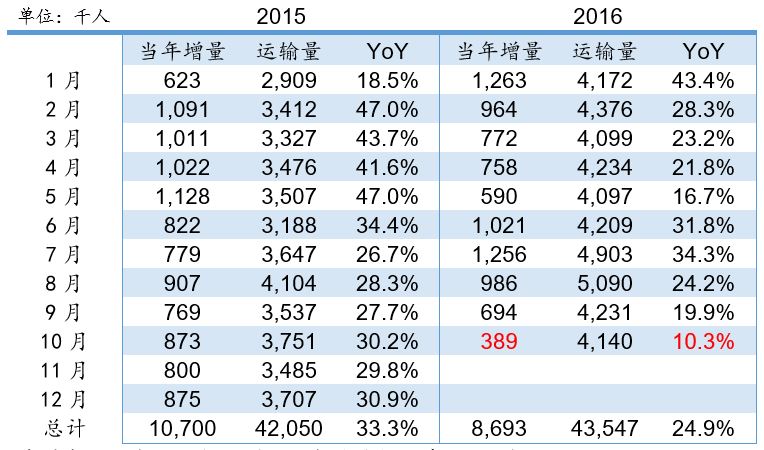 单位：千人 2015 2016
当年增量 运输量 YoY 当年增量 运输量 YoY
1月 623 2,909 18.5% 1,263 4,172 43.4%
2月 1,091 3,412 47.0% 964 4,376 28.3%
3月 1,011 3,327 43.7% 772 4,099 23.2%
4月 1,022 3,476 41.6% 758 4,234 21.8%
5月 1,128 3,507 47.0% 590 4,097 16.7%
6月 822 3,188 34.4% 1,021 4,209 31.8%
7月 779 3,647 26.7% 1,256 4,903 34.3%
8月 907 4,104 28.3% 986 5,090 24.2%
9月 769 3,537 27.7% 694 4,231 19.9%
10月 873 3,751 30.2% 389 4,140 10.3%
11月 800 3,485 29.8%
12月 875 3,707 30.9%
总计 10,700 42,050 33.3% 8,693 43,547 24.9%